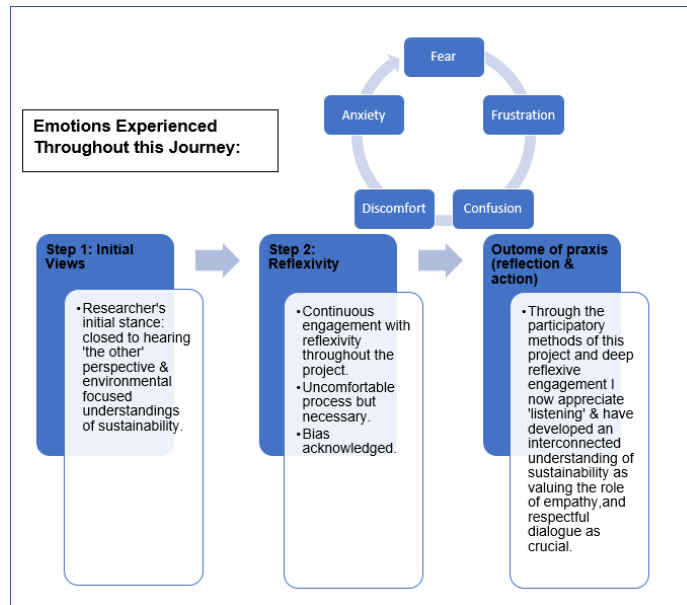 Fear
Anxiety
Frustration
Emotions Experienced
Throughout this Journey:
Discomfort
Confusion
Step 1: Initial
Views
•Researcher's
initial stance:
closed to hearing
'the other'
perspective &
environmental
focused
understandings
of sustainability.
Step 2:
Reflexivity
•Continuous
engagement with
reflexivity
throughout the
project.
•Uncomfortable
process but
necessary.
•Bias
acknowledged.
Outome of praxis
(reflection &
action)
•Through the
participatory
methods of this
project and deep
reflexive
engagement I
now appreciate
'listening' & have
developed an
interconnected
understanding of
sustainability as
valuing the role
of empathy,and
respectful
dialogue as
crucial.